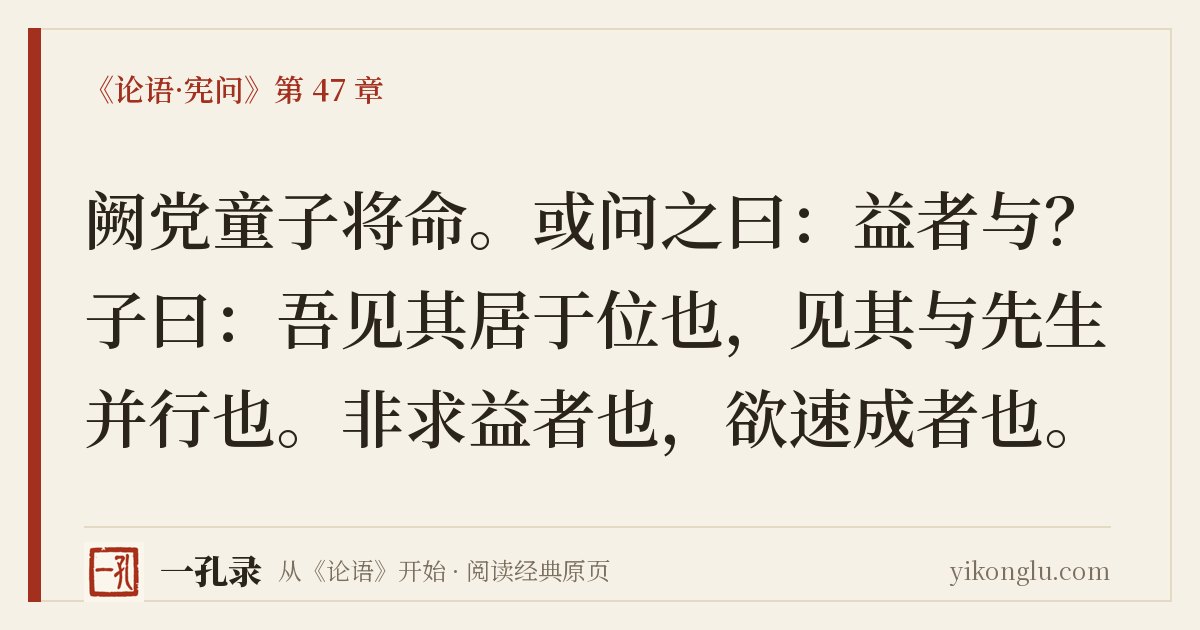 《论语·宪问》第 47 章
阙党童子将命。或问之曰：益者与？
子曰：吾见其居于位也，见其与先生
并行也。非求益者也，欲速成者也。
一孔
一孔录 从《论语》开始 · 阅读经典原页 yikonglu.com